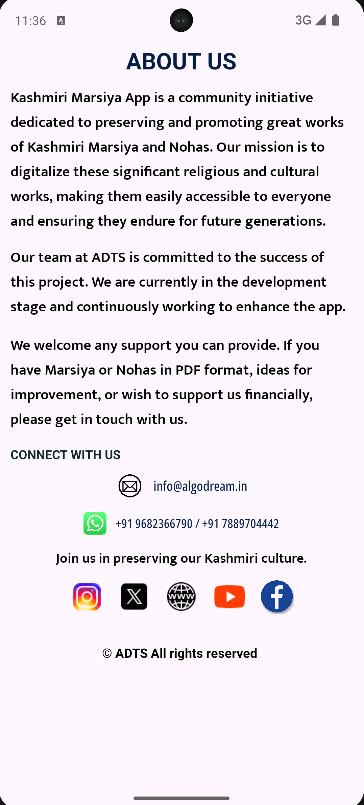 11:36
A
3G
ABOUT US
Kashmiri Marsiya App is a community initiative
dedicated to preserving and promoting great works
of Kashmiri Marsiya and Nohas. Our mission is to
digitalize these significant religious and cultural
works, making them easily accessible to everyone
and ensuring they endure for future generations.
Our team at ADTS is committed to the success of
this project. We are currently in the development
stage and continuously working to enhance the app.
We welcome any support you can provide. If you
have Marsiya or Nohas in PDF format, ideas for
improvement, or wish to support us financially,
please get in touch with us.
CONNECT WITH US
info@algodream.in
+91 9682366790 / +91 7889704442
Join us in preserving our Kashmiri culture.
WWW
© ADTS All rights reserved